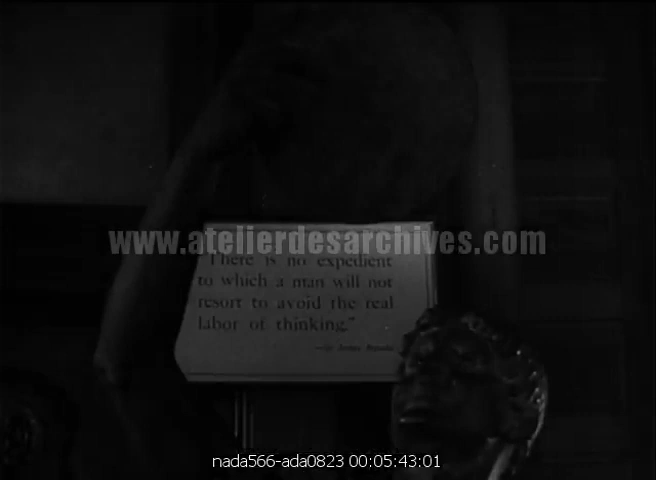 www.atelierdesarchives.com
"There is no expedient
to which a man will not
resort to avoid the real
labor of thinking."
nada566-ada0823 00:05:43:01